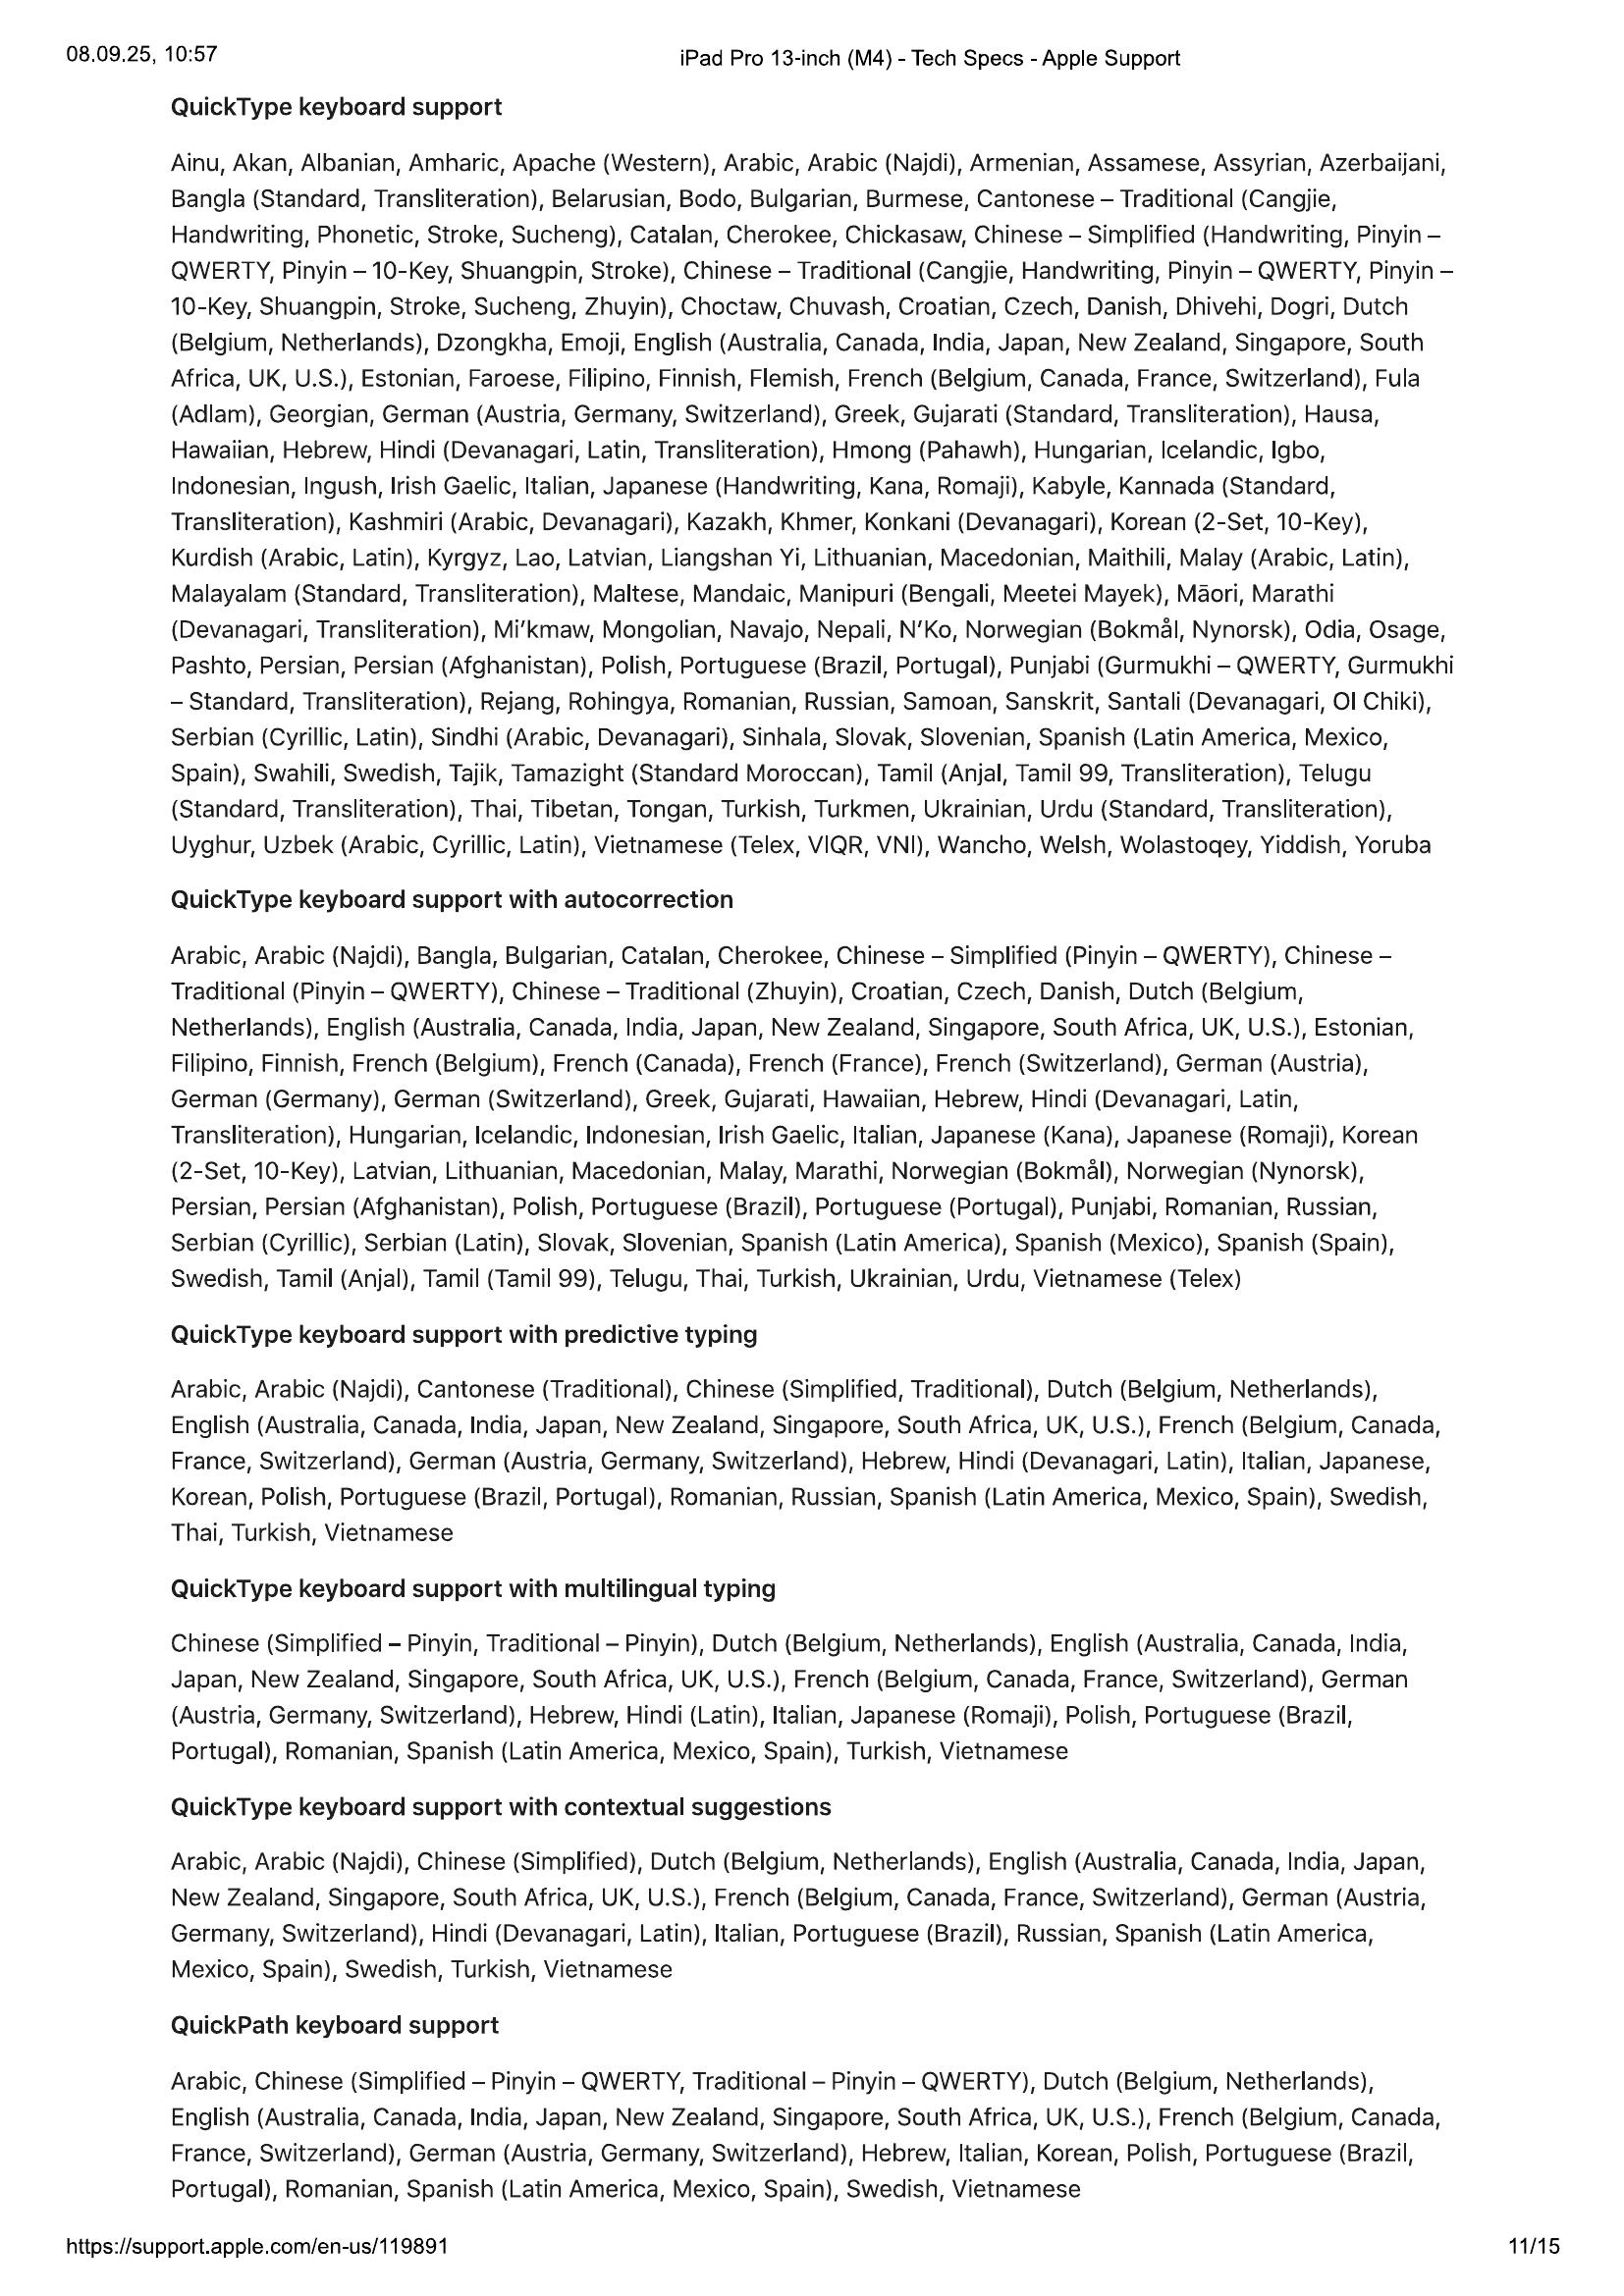 08.09.25, 10:57
iPad Pro 13-inch (M4) - Tech Specs - Apple Support
QuickType keyboard support
Ainu, Akan, Albanian, Amharic, Apache (Western), Arabic, Arabic (Najdi), Armenian, Assamese, Assyrian, Azerbaijani,
Bangla (Standard, Transliteration), Belarusian, Bodo, Bulgarian, Burmese, Cantonese – Traditional (Cangjie,
Handwriting, Phonetic, Stroke, Sucheng), Catalan, Cherokee, Chickasaw, Chinese – Simplified (Handwriting, Pinyin –
QWERTY, Pinyin – 10-Key, Shuangpin, Stroke), Chinese – Traditional (Cangjie, Handwriting, Pinyin – QWERTY, Pinyin –
10-Key, Shuangpin, Stroke, Sucheng, Zhuyin), Choctaw, Chuvash, Croatian, Czech, Danish, Dhivehi, Dogri, Dutch
(Belgium, Netherlands), Dzongkha, Emoji, English (Australia, Canada, India, Japan, New Zealand, Singapore, South
Africa, UK, U.S.), Estonian, Faroese, Filipino, Finnish, Flemish, French (Belgium, Canada, France, Switzerland), Fula
(Adlam), Georgian, German (Austria, Germany, Switzerland), Greek, Gujarati (Standard, Transliteration), Hausa,
Hawaiian, Hebrew, Hindi (Devanagari, Latin, Transliteration), Hmong (Pahawh), Hungarian, Icelandic, Igbo,
Indonesian, Ingush, Irish Gaelic, Italian, Japanese (Handwriting, Kana, Romaji), Kabyle, Kannada (Standard,
Transliteration), Kashmiri (Arabic, Devanagari), Kazakh, Khmer, Konkani (Devanagari), Korean (2-Set, 10-Key),
Kurdish (Arabic, Latin), Kyrgyz, Lao, Latvian, Liangshan Yi, Lithuanian, Macedonian, Maithili, Malay (Arabic, Latin),
Malayalam (Standard, Transliteration), Maltese, Mandaic, Manipuri (Bengali, Meetei Mayek), Māori, Marathi
(Devanagari, Transliteration), Mi’kmaw, Mongolian, Navajo, Nepali, N’Ko, Norwegian (Bokmål, Nynorsk), Odia, Osage,
Pashto, Persian, Persian (Afghanistan), Polish, Portuguese (Brazil, Portugal), Punjabi (Gurmukhi – QWERTY, Gurmukhi
– Standard, Transliteration), Rejang, Rohingya, Romanian, Russian, Samoan, Sanskrit, Santali (Devanagari, Ol Chiki),
Serbian (Cyrillic, Latin), Sindhi (Arabic, Devanagari), Sinhala, Slovak, Slovenian, Spanish (Latin America, Mexico,
Spain), Swahili, Swedish, Tajik, Tamazight (Standard Moroccan), Tamil (Anjal, Tamil 99, Transliteration), Telugu
(Standard, Transliteration), Thai, Tibetan, Tongan, Turkish, Turkmen, Ukrainian, Urdu (Standard, Transliteration),
Uyghur, Uzbek (Arabic, Cyrillic, Latin), Vietnamese (Telex, VIQR, VNI), Wancho, Welsh, Wolastoqey, Yiddish, Yoruba
QuickType keyboard support with autocorrection
Arabic, Arabic (Najdi), Bangla, Bulgarian, Catalan, Cherokee, Chinese – Simplified (Pinyin – QWERTY), Chinese –
Traditional (Pinyin – QWERTY), Chinese – Traditional (Zhuyin), Croatian, Czech, Danish, Dutch (Belgium,
Netherlands), English (Australia, Canada, India, Japan, New Zealand, Singapore, South Africa, UK, U.S.), Estonian,
Filipino, Finnish, French (Belgium), French (Canada), French (France), French (Switzerland), German (Austria),
German (Germany), German (Switzerland), Greek, Gujarati, Hawaiian, Hebrew, Hindi (Devanagari, Latin,
Transliteration), Hungarian, Icelandic, Indonesian, Irish Gaelic, Italian, Japanese (Kana), Japanese (Romaji), Korean
(2-Set, 10-Key), Latvian, Lithuanian, Macedonian, Malay, Marathi, Norwegian (Bokmål), Norwegian (Nynorsk),
Persian, Persian (Afghanistan), Polish, Portuguese (Brazil), Portuguese (Portugal), Punjabi, Romanian, Russian,
Serbian (Cyrillic), Serbian (Latin), Slovak, Slovenian, Spanish (Latin America), Spanish (Mexico), Spanish (Spain),
Swedish, Tamil (Anjal), Tamil (Tamil 99), Telugu, Thai, Turkish, Ukrainian, Urdu, Vietnamese (Telex)
QuickType keyboard support with predictive typing
Arabic, Arabic (Najdi), Cantonese (Traditional), Chinese (Simplified, Traditional), Dutch (Belgium, Netherlands),
English (Australia, Canada, India, Japan, New Zealand, Singapore, South Africa, UK, U.S.), French (Belgium, Canada,
France, Switzerland), German (Austria, Germany, Switzerland), Hebrew, Hindi (Devanagari, Latin), Italian, Japanese,
Korean, Polish, Portuguese (Brazil, Portugal), Romanian, Russian, Spanish (Latin America, Mexico, Spain), Swedish,
Thai, Turkish, Vietnamese
QuickType keyboard support with multilingual typing
Chinese (Simplified – Pinyin, Traditional – Pinyin), Dutch (Belgium, Netherlands), English (Australia, Canada, India,
Japan, New Zealand, Singapore, South Africa, UK, U.S.), French (Belgium, Canada, France, Switzerland), German
(Austria, Germany, Switzerland), Hebrew, Hindi (Latin), Italian, Japanese (Romaji), Polish, Portuguese (Brazil,
Portugal), Romanian, Spanish (Latin America, Mexico, Spain), Turkish, Vietnamese
QuickType keyboard support with contextual suggestions
Arabic, Arabic (Najdi), Chinese (Simplified), Dutch (Belgium, Netherlands), English (Australia, Canada, India, Japan,
New Zealand, Singapore, South Africa, UK, U.S.), French (Belgium, Canada, France, Switzerland), German (Austria,
Germany, Switzerland), Hindi (Devanagari, Latin), Italian, Portuguese (Brazil), Russian, Spanish (Latin America,
Mexico, Spain), Swedish, Turkish, Vietnamese
QuickPath keyboard support
Arabic, Chinese (Simplified – Pinyin – QWERTY, Traditional – Pinyin – QWERTY), Dutch (Belgium, Netherlands),
English (Australia, Canada, India, Japan, New Zealand, Singapore, South Africa, UK, U.S.), French (Belgium, Canada,
France, Switzerland), German (Austria, Germany, Switzerland), Hebrew, Italian, Korean, Polish, Portuguese (Brazil,
Portugal), Romanian, Spanish (Latin America, Mexico, Spain), Swedish, Vietnamese
https://support.apple.com/en-us/119891
11/15